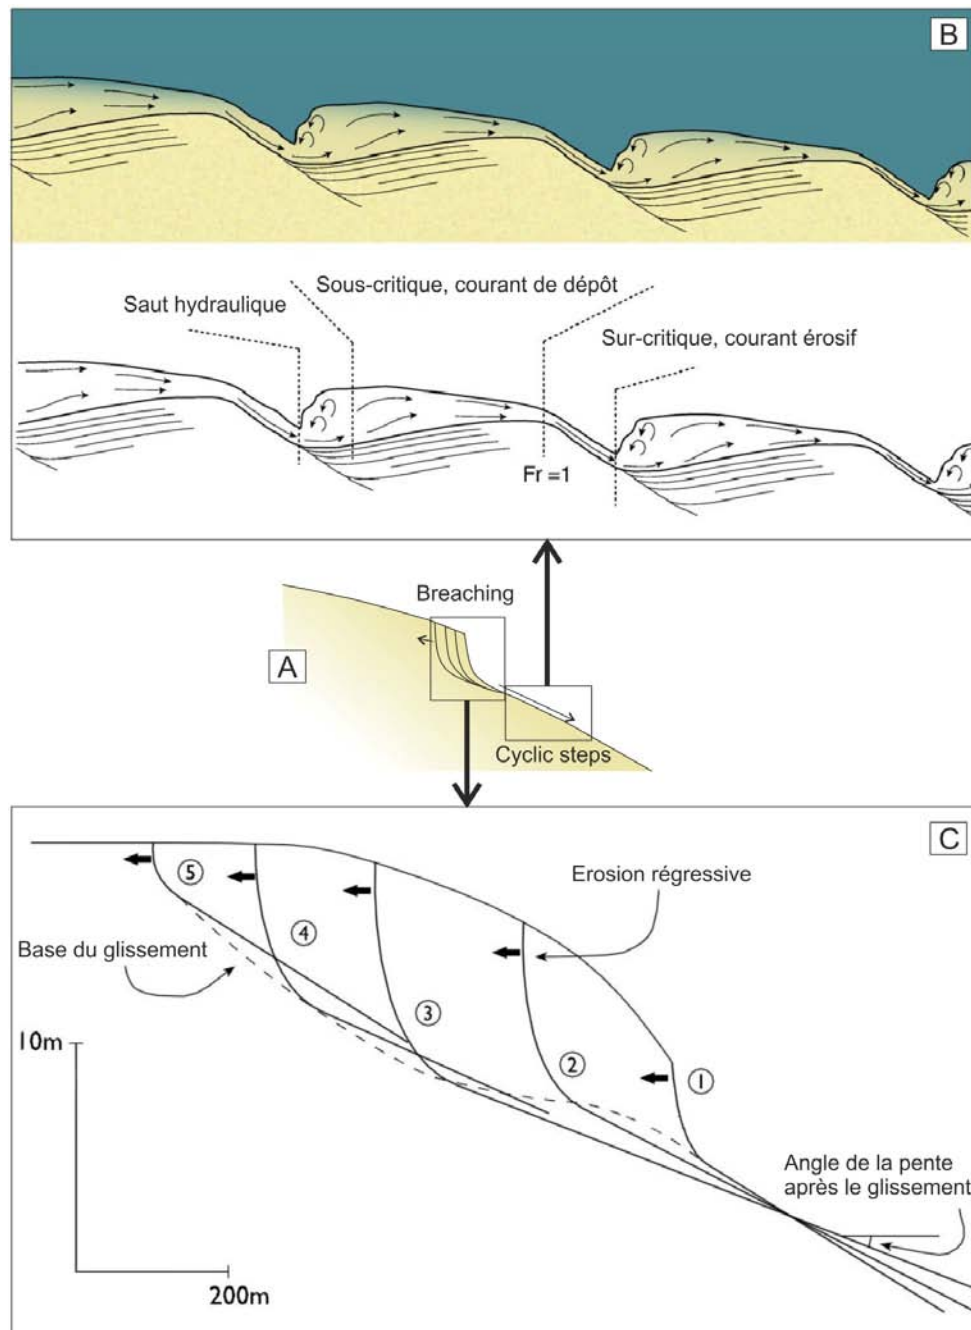 B
Sous-critique, courant de dépôt
Saut hydraulique
Sur-critique, courant érosif
Fr =1
Breaching
A
Cyclic steps
C
5
Erosion régressive
4
Base du glissement
3
10m
2
1
Angle de la pente
après le glissement
200m